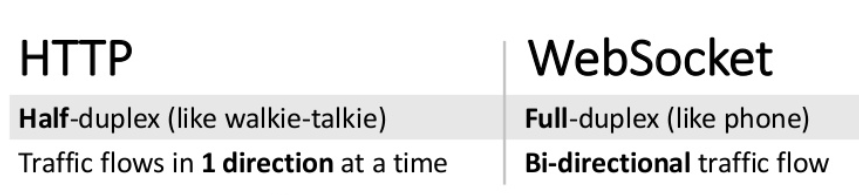 HTTP
WebSocket
Half-duplex (like walkie-talkie)
Full-duplex (like phone)
Traffic flows in 1 direction at a time
Bi-directional traffic flow